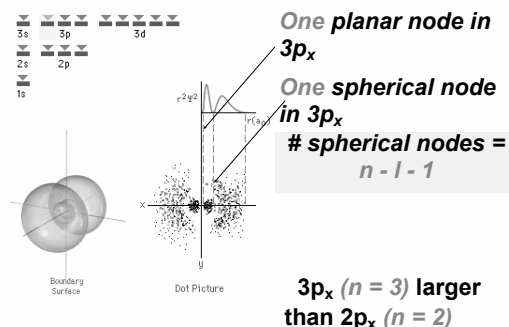 3s 3p 3d
2s 2p
1s
One planar node in
3pₓ
One spherical node
in 3pₓ
# spherical nodes =
n - l - 1
r²Ψ²
r(a₀)
x
y
Boundary
Surface
Dot Picture
3pₓ (n = 3) larger
than 2pₓ (n = 2)